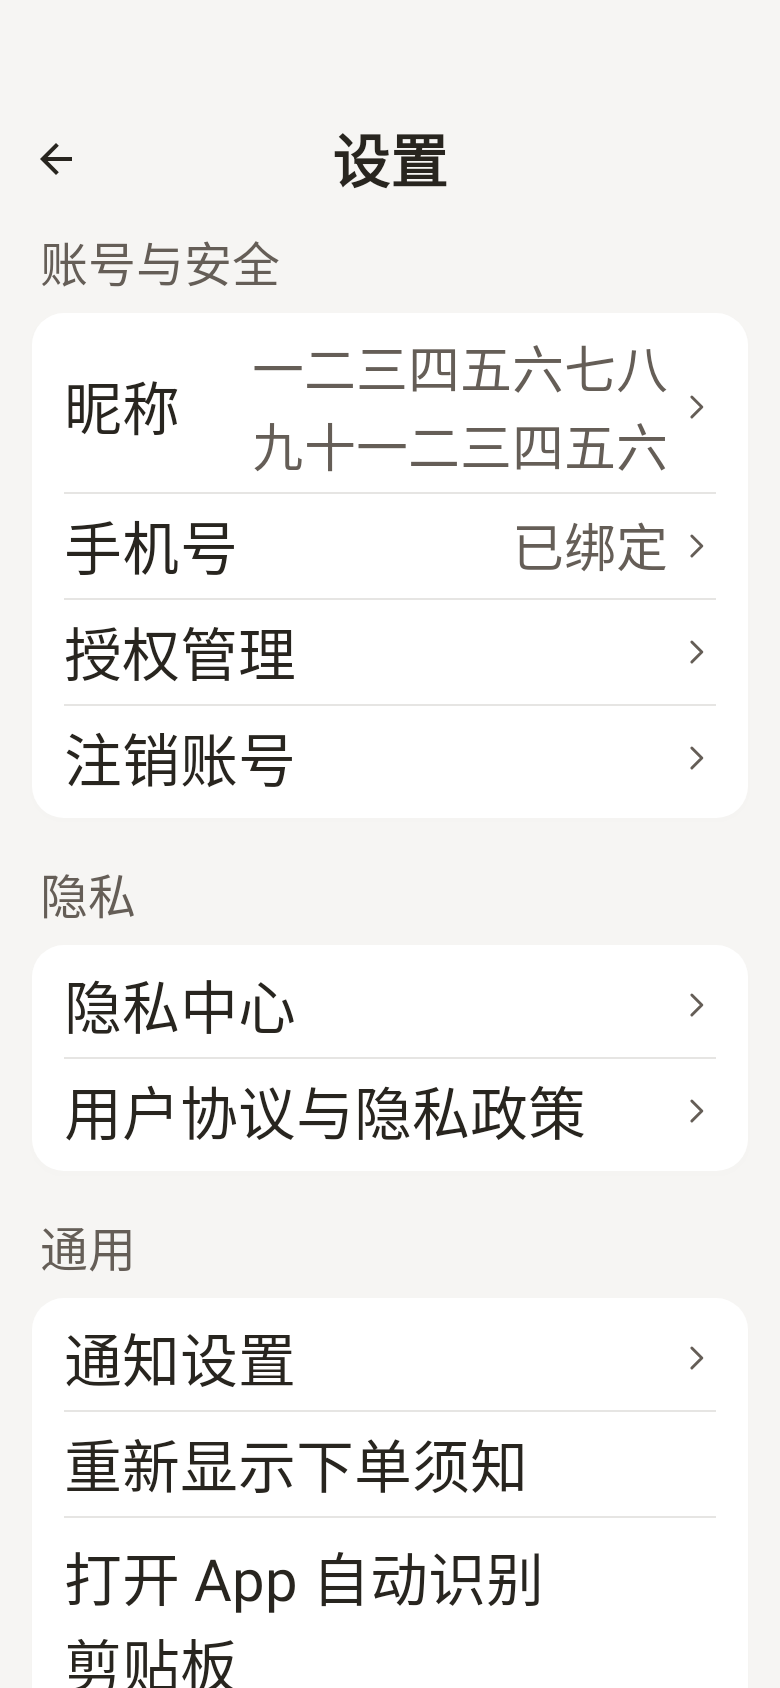 设置
账号与安全
昵称
一二三四五六七八
九十一二三四五六
手机号
已绑定
授权管理
注销账号
隐私
隐私中心
用户协议与隐私政策
通用
通知设置
重新显示下单须知
打开 App 自动识别
剪贴板